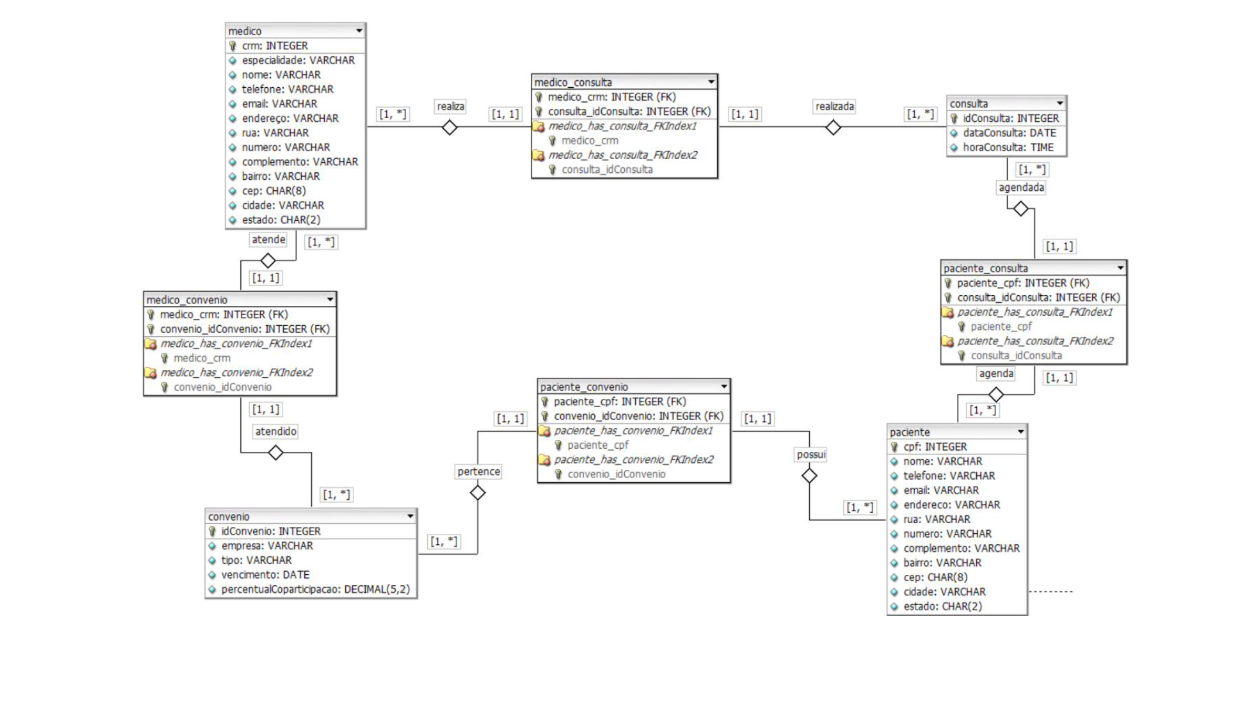 medico
crm: INTEGER
especialidade: VARCHAR
nome: VARCHAR
telefone: VARCHAR
email: VARCHAR
endereço: VARCHAR
rua: VARCHAR
numero: VARCHAR
complemento: VARCHAR
bairro: VARCHAR
cep: CHAR(8)
cidade: VARCHAR
estado: CHAR(2)
[1, *]
realiza
[1, 1]
medico_consulta
medico_crm: INTEGER (FK)
consulta_idConsulta: INTEGER (FK)
medico_has_consulta_FKIndex1
medico_crm
medico_has_consulta_FKIndex2
consulta_idConsulta
[1, 1]
realizada
[1, *]
consulta
idConsulta: INTEGER
dataConsulta: DATE
horaConsulta: TIME
[1, *]
agendada
[1, 1]
atende
[1, *]
[1, 1]
medico_convenio
medico_crm: INTEGER (FK)
convenio_idConvenio: INTEGER (FK)
medico_has_convenio_FKIndex1
medico_crm
medico_has_convenio_FKIndex2
convenio_idConvenio
[1, 1]
atendido
[1, *]
paciente_consulta
paciente_cpf: INTEGER (FK)
consulta_idConsulta: INTEGER (FK)
paciente_has_consulta_FKIndex1
paciente_cpf
paciente_has_consulta_FKIndex2
consulta_idConsulta
agenda
[1, 1]
[1, *]
paciente_convenio
paciente_cpf: INTEGER (FK)
convenio_idConvenio: INTEGER (FK)
paciente_has_convenio_FKIndex1
paciente_cpf
paciente_has_convenio_FKIndex2
convenio_idConvenio
[1, 1]
pertence
[1, *]
[1, 1]
possui
[1, *]
convenio
idConvenio: INTEGER
empresa: VARCHAR
tipo: VARCHAR
vencimento: DATE
percentualCoparticipacao: DECIMAL(5,2)
paciente
cpf: INTEGER
nome: VARCHAR
telefone: VARCHAR
email: VARCHAR
endereco: VARCHAR
rua: VARCHAR
numero: VARCHAR
complemento: VARCHAR
bairro: VARCHAR
cep: CHAR(8)
cidade: VARCHAR
estado: CHAR(2)